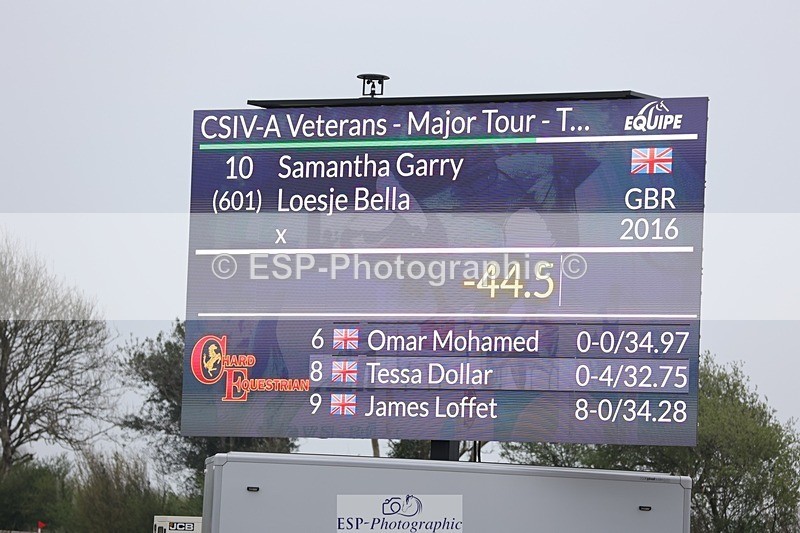 CSIV-A Veterans - Major Tour - T...
EQUIPE
10 Samantha Garry
(601) Loesje Bella GBR
x 2016
© ESP-Photographic ©
-44.5
6 Omar Mohamed 0-0/34.97
8 Tessa Dollar 0-4/32.75
9 James Loffet 8-0/34.28
CHARD
EQUESTRIAN
JCB
ESP-Photographic